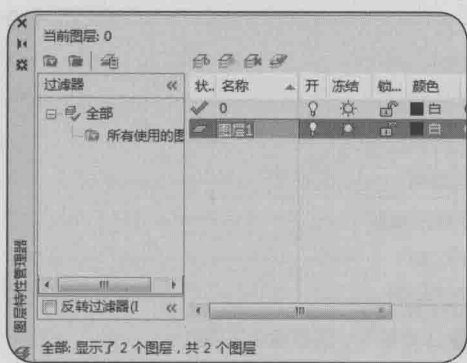 当前图层: 0
过滤器 << 状.. 名称 开 冻结 锁... 颜色
全部
0 白
所有使用的图
图层1 白
反转过滤器(I <<
图层特性管理器
全部: 显示了 2 个图层 , 共 2 个图层